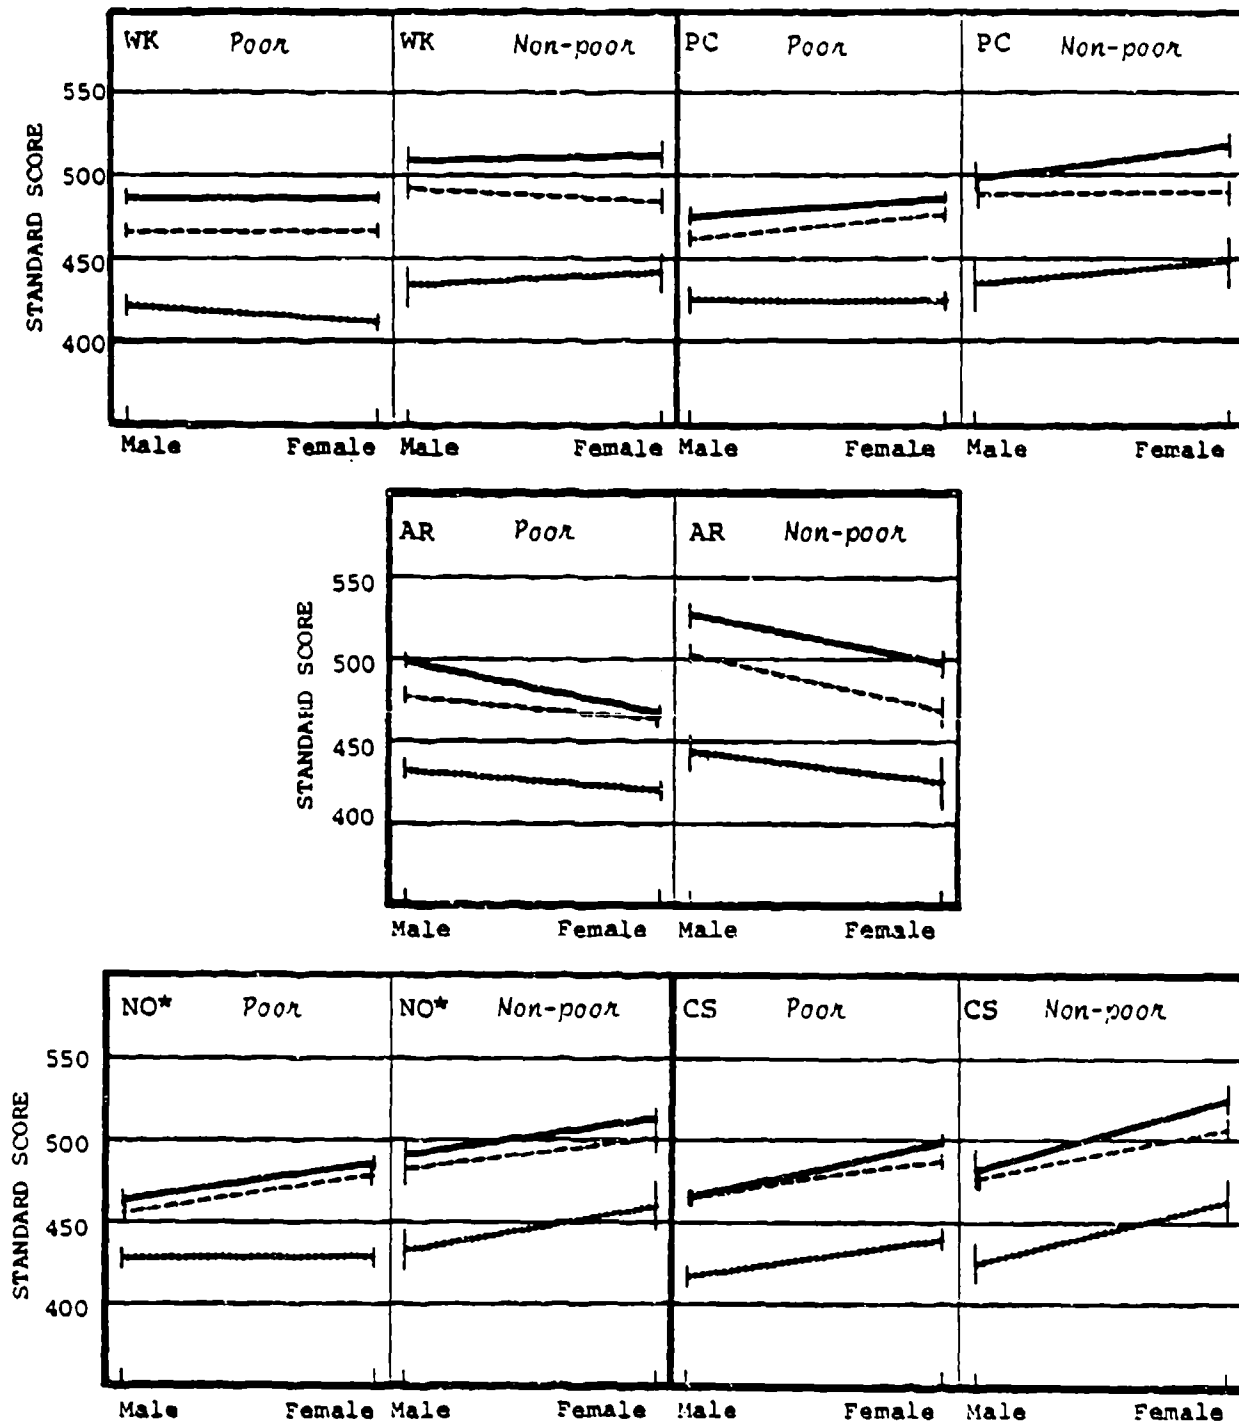 WK Poor WK Non-poor PC Poor PC Non-poor
550
500
450
400
STANDARD SCORE
Male Female Male Female Male Female Male Female
AR Poor AR Non-poor
550
500
450
400
STANDARD SCORE
Male Female Male Female
NO* Poor NO* Non-poor CS Poor CS Non-poor
550
500
450
400
STANDARD SCORE
Male Female Male Female Male Female Male Female